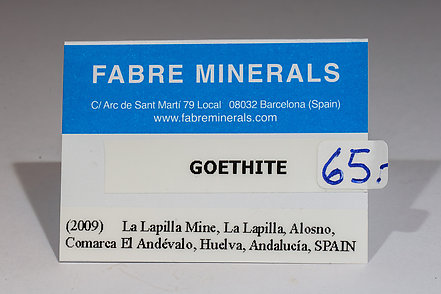 FABRE MINERALS
C/ Arc de Sant Martí 79 Local 08032 Barcelona (Spain)
www.fabreminerals.com
GOETHITE
65.-
(2009) La Lapilla Mine, La Lapilla, Alosno,
Comarca El Andévalo, Huelva, Andalucía, SPAIN